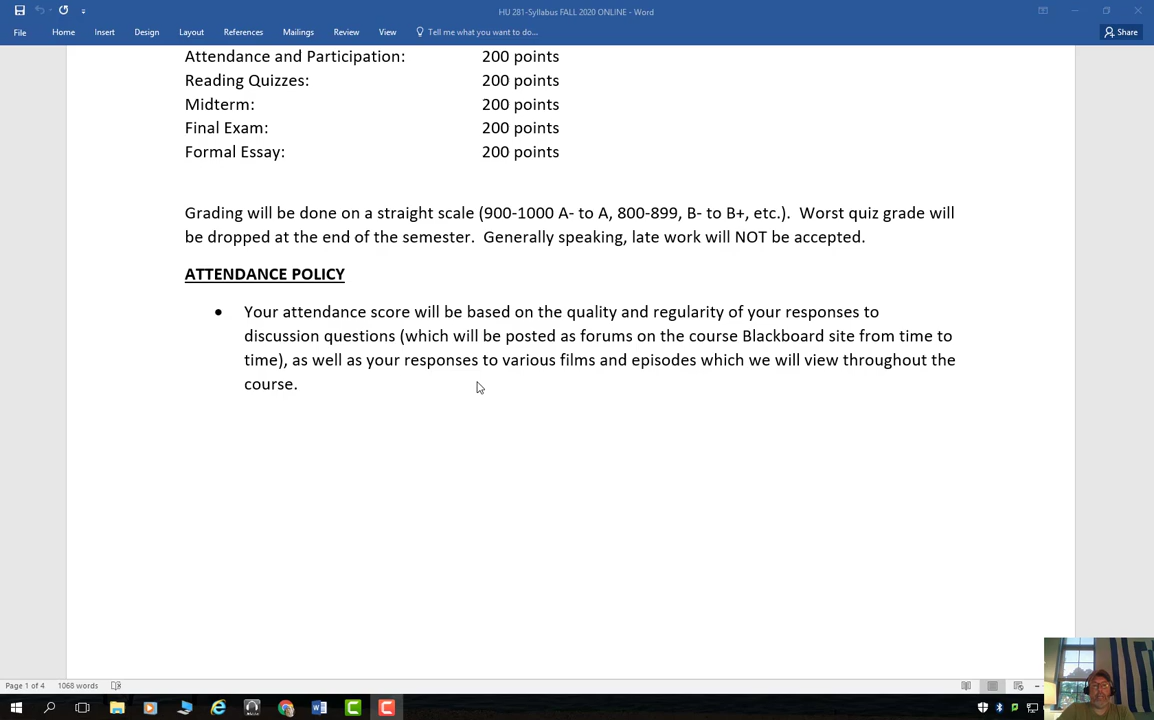 HU 281-Syllabus FALL 2020 ONLINE - Word
File Home Insert Design Layout References Mailings Review View Tell me what you want to do... Share
Attendance and Participation: 200 points
Reading Quizzes: 200 points
Midterm: 200 points
Final Exam: 200 points
Formal Essay: 200 points
Grading will be done on a straight scale (900-1000 A- to A, 800-899, B- to B+, etc.). Worst quiz grade will
be dropped at the end of the semester. Generally speaking, late work will NOT be accepted.
ATTENDANCE POLICY
• Your attendance score will be based on the quality and regularity of your responses to
discussion questions (which will be posted as forums on the course Blackboard site from time to
time), as well as your responses to various films and episodes which we will view throughout the
course.
Page 1 of 4 1068 words